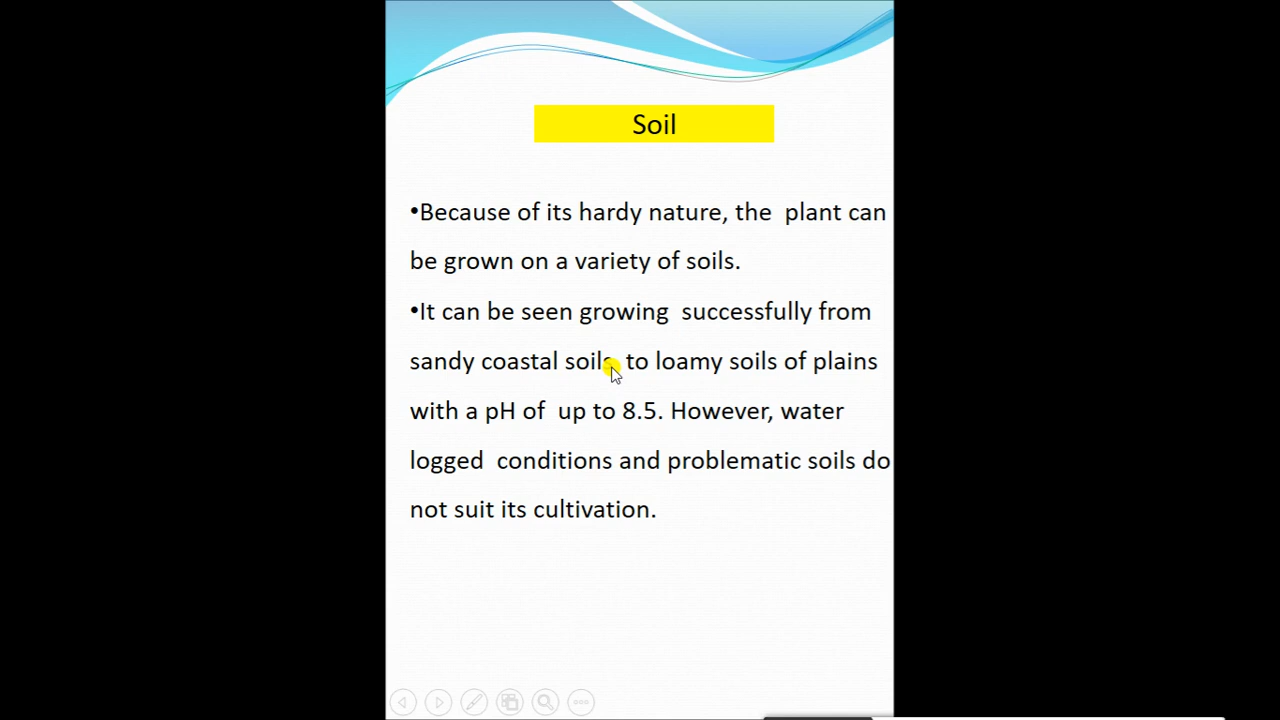 Soil
•Because of its hardy nature, the plant can
be grown on a variety of soils.
•It can be seen growing successfully from
sandy coastal soils to loamy soils of plains
with a pH of up to 8.5. However, water
logged conditions and problematic soils do
not suit its cultivation.